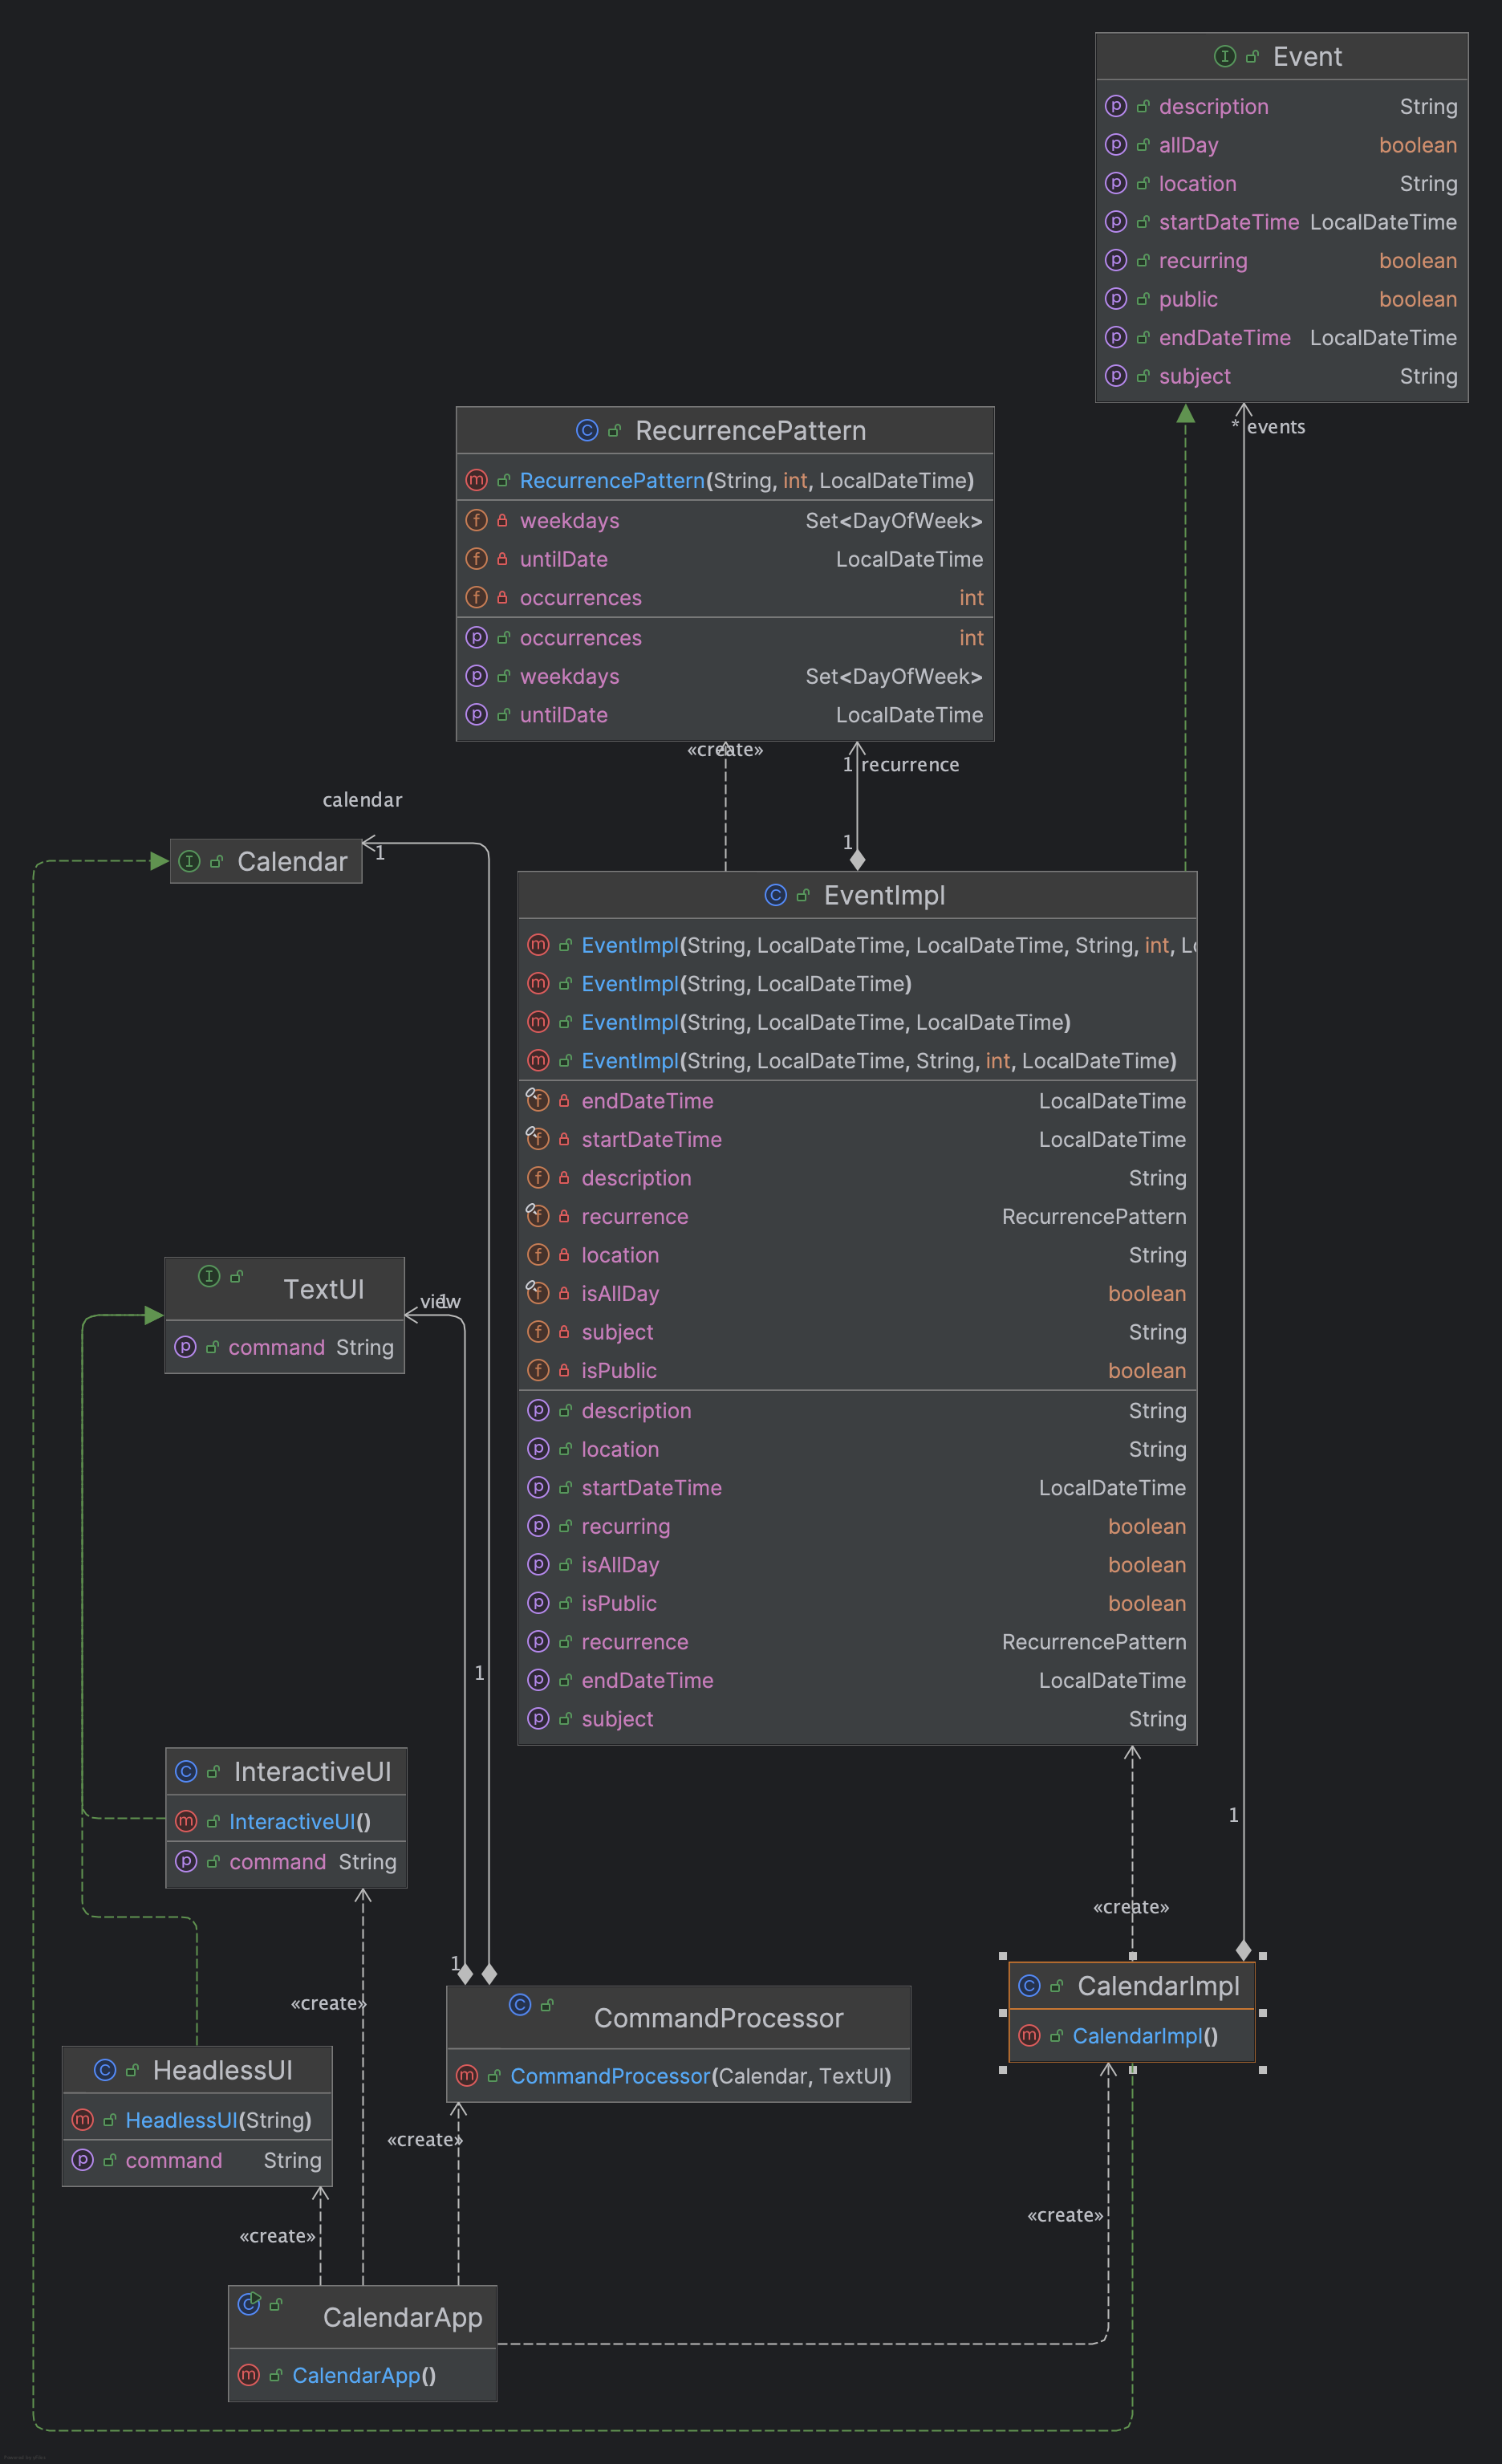 Event
description String
allDay boolean
location String
startDateTime LocalDateTime
recurring boolean
public boolean
endDateTime LocalDateTime
subject String
* events
RecurrencePattern
RecurrencePattern(String, int, LocalDateTime)
weekdays Set<DayOfWeek>
untilDate LocalDateTime
occurrences int
occurrences int
weekdays Set<DayOfWeek>
untilDate LocalDateTime
«create»
1 recurrence
1
calendar
1
Calendar
EventImpl
EventImpl(String, LocalDateTime, LocalDateTime, String, int, Lo
EventImpl(String, LocalDateTime)
EventImpl(String, LocalDateTime, LocalDateTime)
EventImpl(String, LocalDateTime, String, int, LocalDateTime)
endDateTime LocalDateTime
startDateTime LocalDateTime
description String
recurrence RecurrencePattern
location String
isAllDay boolean
subject String
isPublic boolean
description String
location String
startDateTime LocalDateTime
recurring boolean
isAllDay boolean
isPublic boolean
recurrence RecurrencePattern
endDateTime LocalDateTime
subject String
TextUI
command String
view
1
1
InteractiveUI
InteractiveUI()
command String
1
«create»
1
«create»
CommandProcessor
CommandProcessor(Calendar, TextUI)
CalendarImpl
CalendarImpl()
HeadlessUI
HeadlessUI(String)
command String
«create»
«create»
«create»
CalendarApp
CalendarApp()